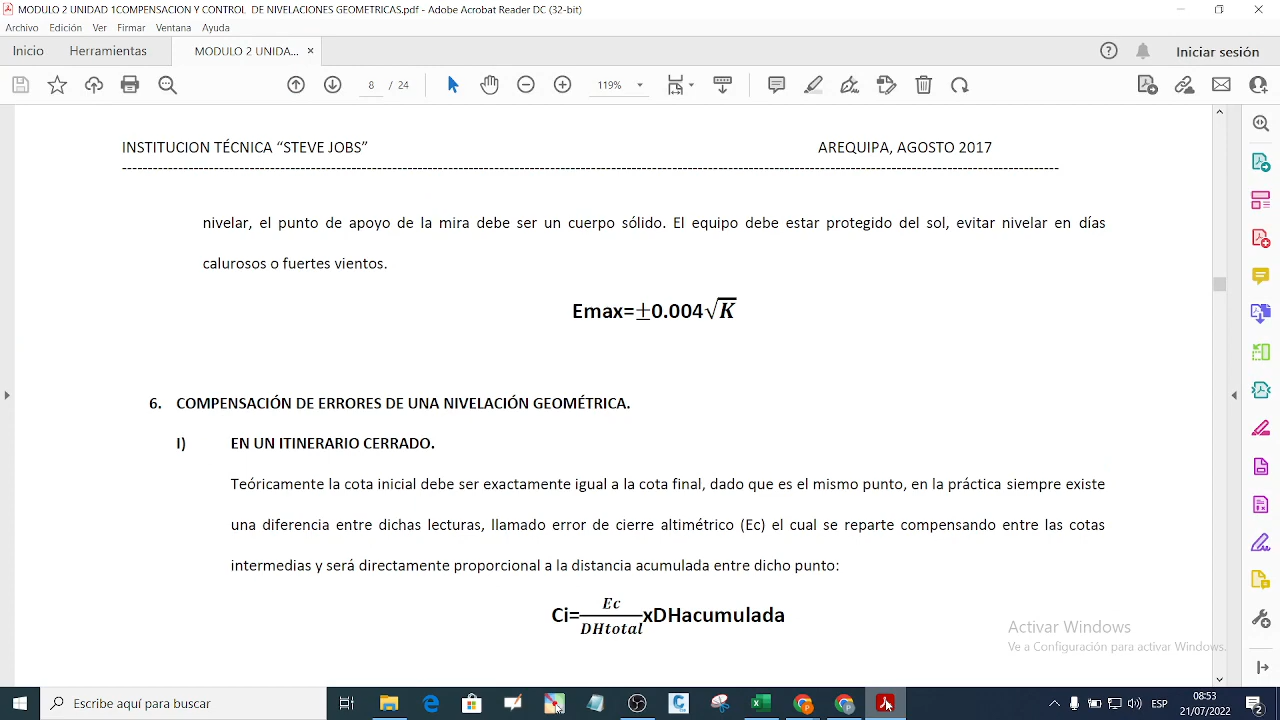 MODULO 2 UNIDAD 1COMPENSACION Y CONTROL DE NIVELACIONES GEOMETRICAS.pdf - Adobe Acrobat Reader DC (32-bit)
Archivo Edición Ver Firmar Ventana Ayuda
Inicio Herramientas MODULO 2 UNIDA... × Iniciar sesión
8 / 24 119%
INSTITUCION TÉCNICA “STEVE JOBS” AREQUIPA, AGOSTO 2017
nivelar, el punto de apoyo de la mira debe ser un cuerpo sólido. El equipo debe estar protegido del sol, evitar nivelar en días
calurosos o fuertes vientos.
Emax=±0.004√K
6. COMPENSACIÓN DE ERRORES DE UNA NIVELACIÓN GEOMÉTRICA.
I) EN UN ITINERARIO CERRADO.
Teóricamente la cota inicial debe ser exactamente igual a la cota final, dado que es el mismo punto, en la práctica siempre existe
una diferencia entre dichas lecturas, llamado error de cierre altimétrico (Ec) el cual se reparte compensando entre las cotas
intermedias y será directamente proporcional a la distancia acumulada entre dicho punto:
Ci=Ec/DHtotal xDHacumulada
Activar Windows
Ve a Configuración para activar Windows.
Escribe aquí para buscar
ESP
08:53
21/07/2022
2